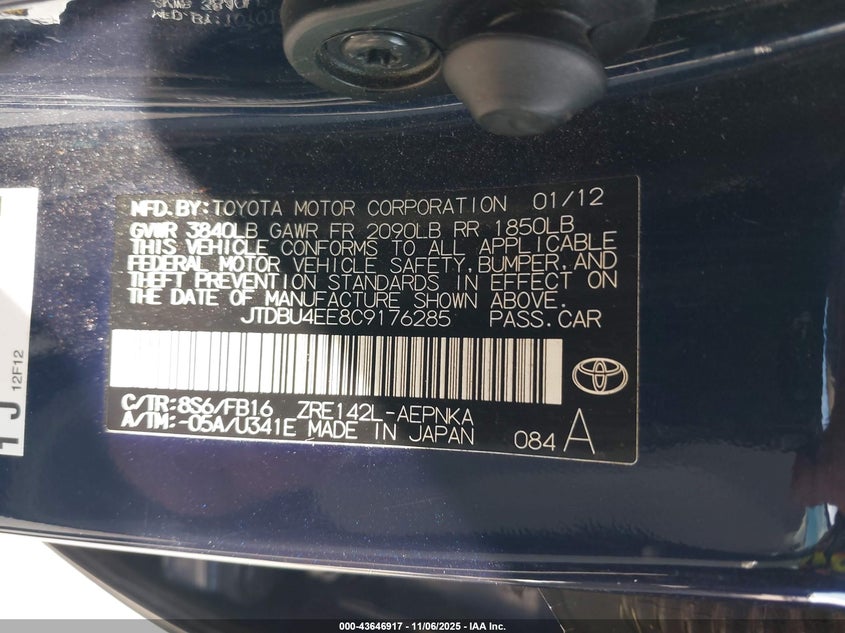 MFD.BY:TOYOTA MOTOR CORPORATION 01/12
GVWR 3840LB GAWR FR 2090LB RR 1850LB
THIS VEHICLE CONFORMS TO ALL APPLICABLE
FEDERAL MOTOR VEHICLE SAFETY,BUMPER,AND
THEFT PREVENTION STANDARDS IN EFFECT ON
THE DATE OF MANUFACTURE SHOWN ABOVE.
JTDBU4EE8C9176285 PASS.CAR
C/TR:8S6/FB16 ZRE142L-AEPNKA
A/TM:-05A/U341E MADE IN JAPAN 084 A
12F12
000-43646917 - 11/06/2025 - IAA Inc.